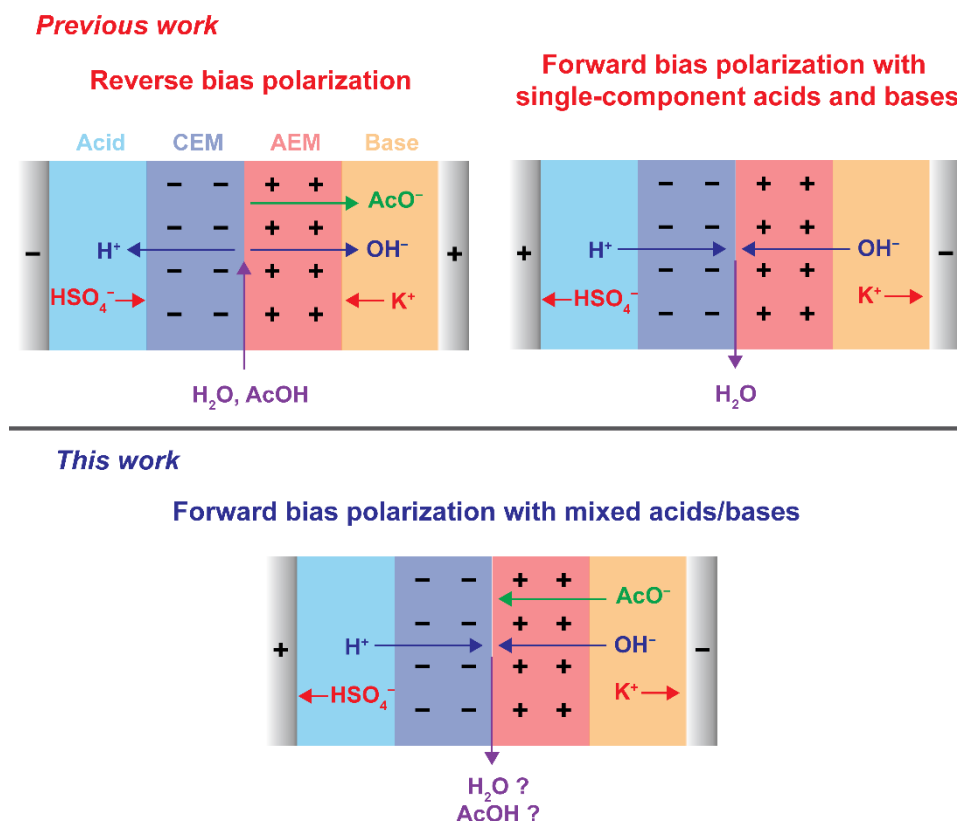 Previous work
Reverse bias polarization
Acid CEM AEM Base
− − + +
AcO⁻
− − + +
− H⁺ OH⁻ +
− − + +
HSO₄⁻ K⁺
− − + +
H₂O, AcOH
Forward bias polarization with
single-component acids and bases
− − + +
− − + +
+ H⁺ OH⁻ −
− − + +
HSO₄⁻ K⁺
− − + +
H₂O
This work
Forward bias polarization with mixed acids/bases
− − + +
AcO⁻
− − + +
+ H⁺ OH⁻ −
− − + +
HSO₄⁻ K⁺
− − + +
H₂O ?
AcOH ?